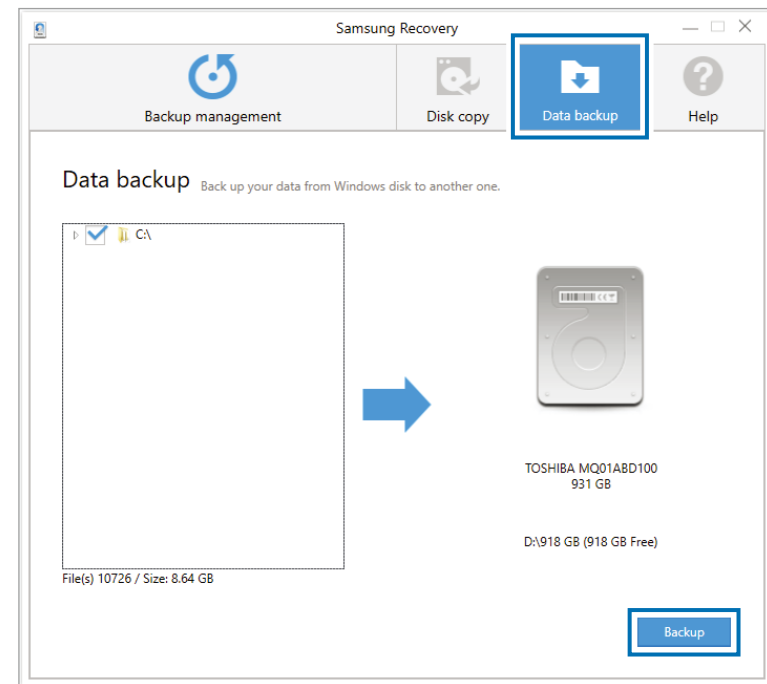 Samsung Recovery
Backup management
Disk copy
Data backup
Help
Data backup Back up your data from Windows disk to another one.
C:\
TOSHIBA MQ01ABD100
931 GB
D:\918 GB (918 GB Free)
File(s) 10726 / Size: 8.64 GB
Backup